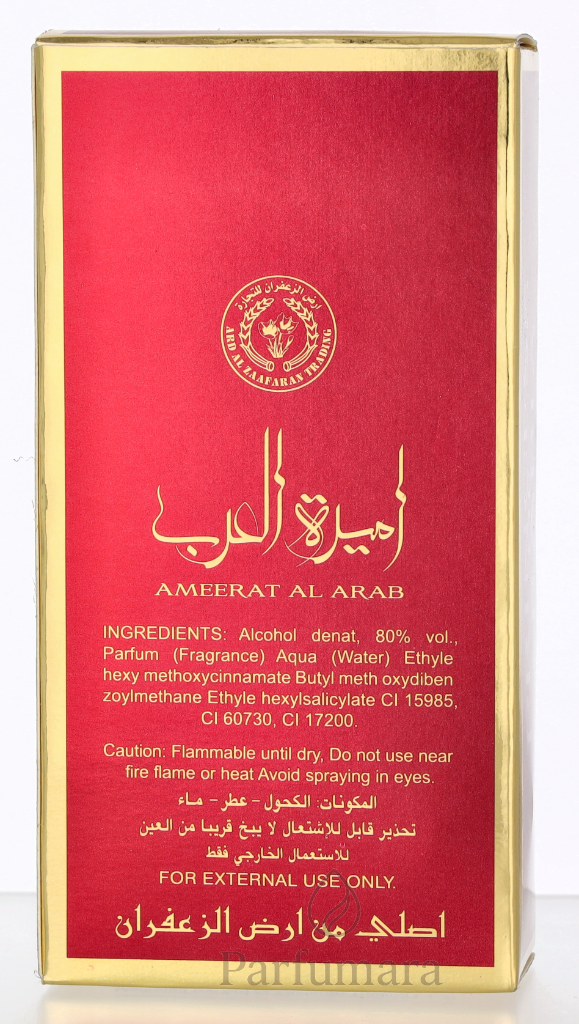 ارض الزعفران للتجارة
ARD AL ZAAFARAN TRADING
اميرة العرب
AMEERAT AL ARAB
INGREDIENTS: Alcohol denat, 80% vol.,
Parfum (Fragrance) Aqua (Water) Ethyle
hexy methoxycinnamate Butyl meth oxydiben
zoylmethane Ethyle hexylsalicylate CI 15985,
CI 60730, CI 17200.
Caution: Flammable until dry, Do not use near
fire flame or heat Avoid spraying in eyes.
المكونات: الكحول - عطر - ماء
تحذير قابل للإشتعال لا يبخ قريبا من العين
للاستعمال الخارجي فقط
FOR EXTERNAL USE ONLY.
اصلي من ارض الزعفران
Parfumara